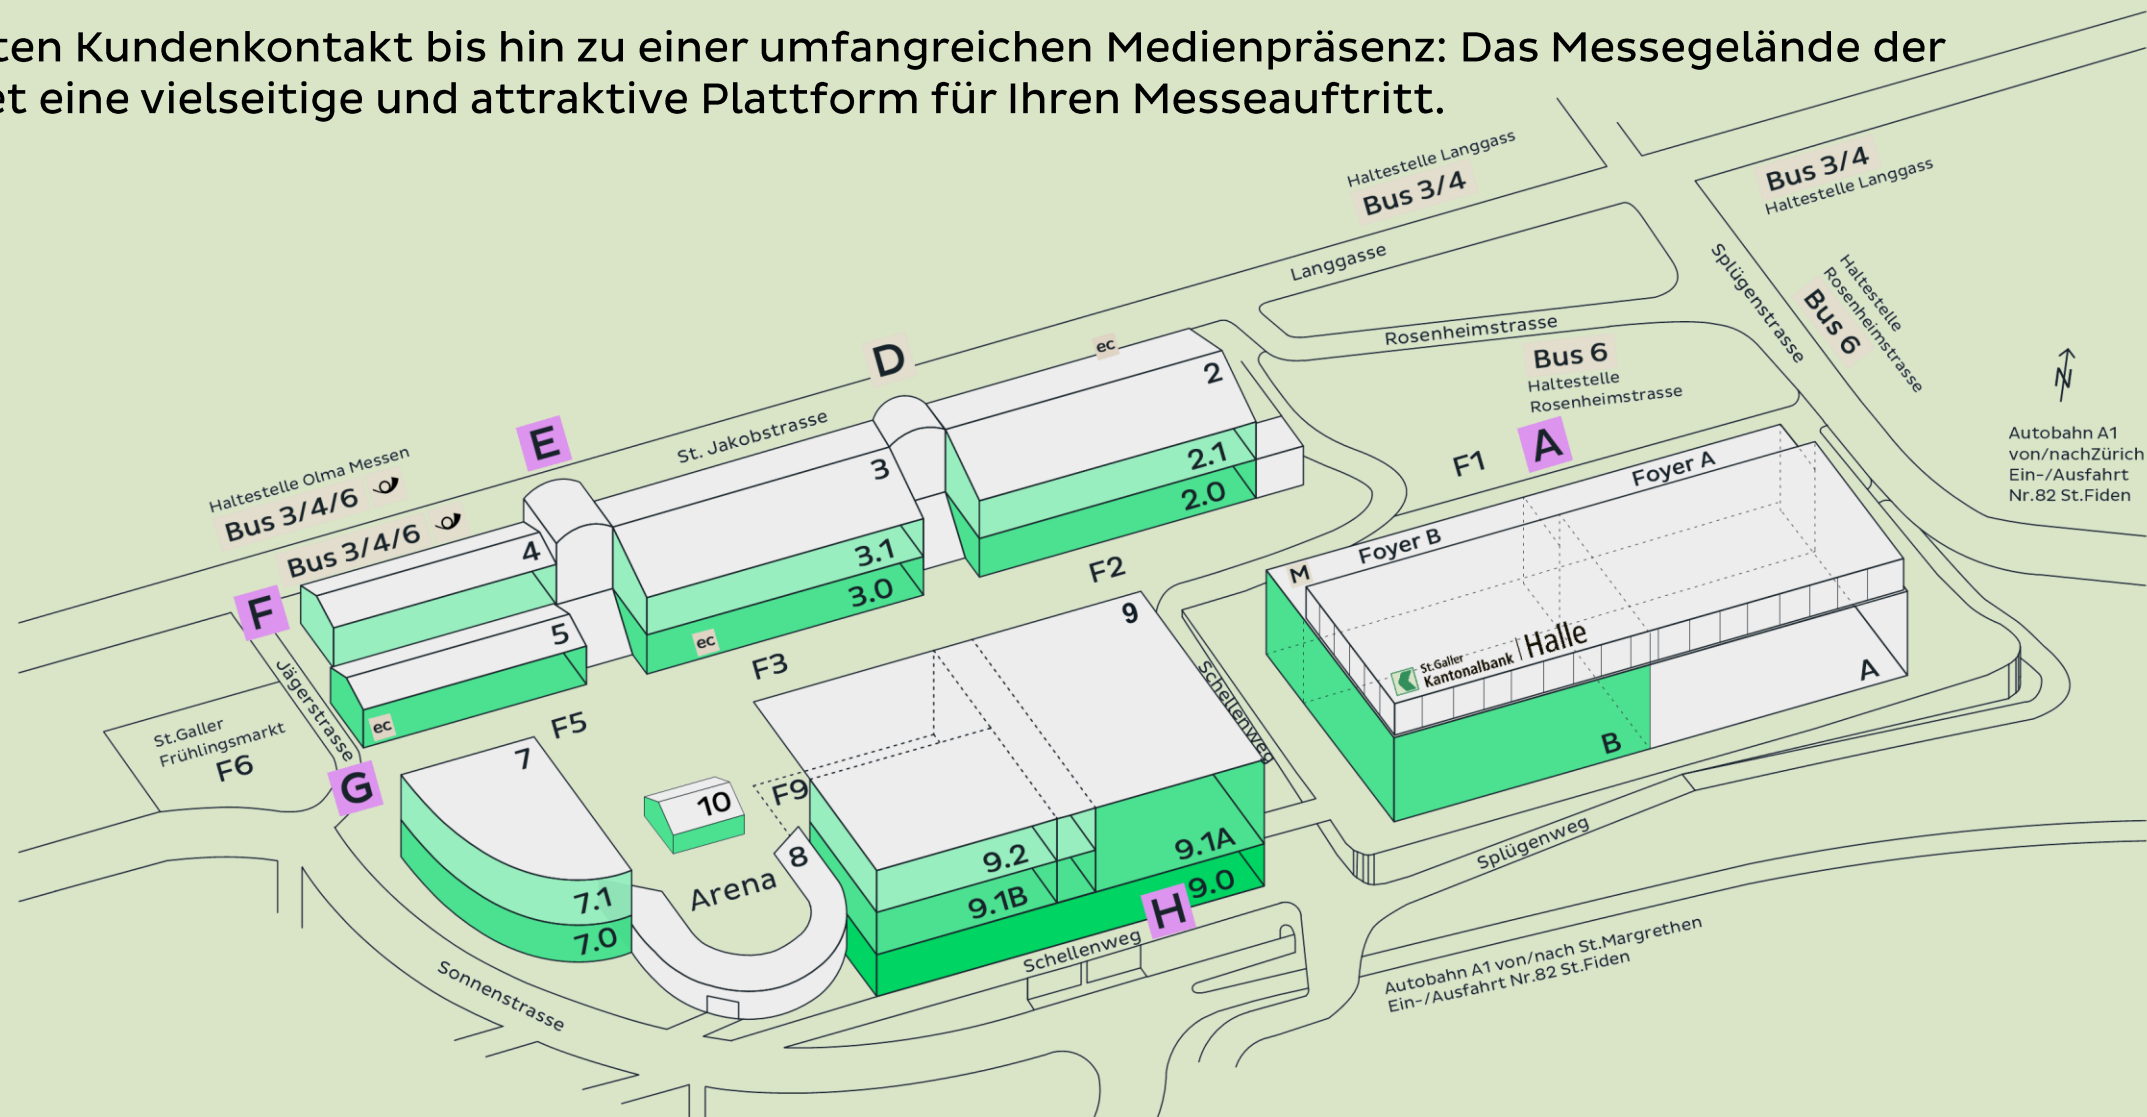 ten Kundenkontakt bis hin zu einer umfangreichen Medienpräsenz: Das Messegelände der
et eine vielseitige und attraktive Plattform für Ihren Messeauftritt.
Haltestelle Langgass
Bus 3/4
Bus 3/4
Haltestelle Langgass
Langgasse
Splügenstrasse
Haltestelle
Rosenheimstrasse
Bus 6
Rosenheimstrasse
Bus 6
Haltestelle
Rosenheimstrasse
N
Autobahn A1
von/nachZürich
Ein-/Ausfahrt
Nr.82 St.Fiden
D
ec
2
2.1
2.0
E
St. Jakobstrasse
3
3.1
3.0
ec
Haltestelle Olma Messen
Bus 3/4/6
Bus 3/4/6
4
5
ec
F
Jägerstrasse
St.Galler
Frühlingsmarkt
F6
G
F1
A
Foyer A
Foyer B
M
St.Galler
Kantonalbank
Halle
A
B
F2
F3
F5
9
F9
9.2
9.1B
9.1A
9.0
H
Schellenweg
7
7.1
7.0
10
8
Arena
Schellenweg
Splügenweg
Sonnenstrasse
Autobahn A1 von/nach St.Margrethen
Ein-/Ausfahrt Nr.82 St.Fiden